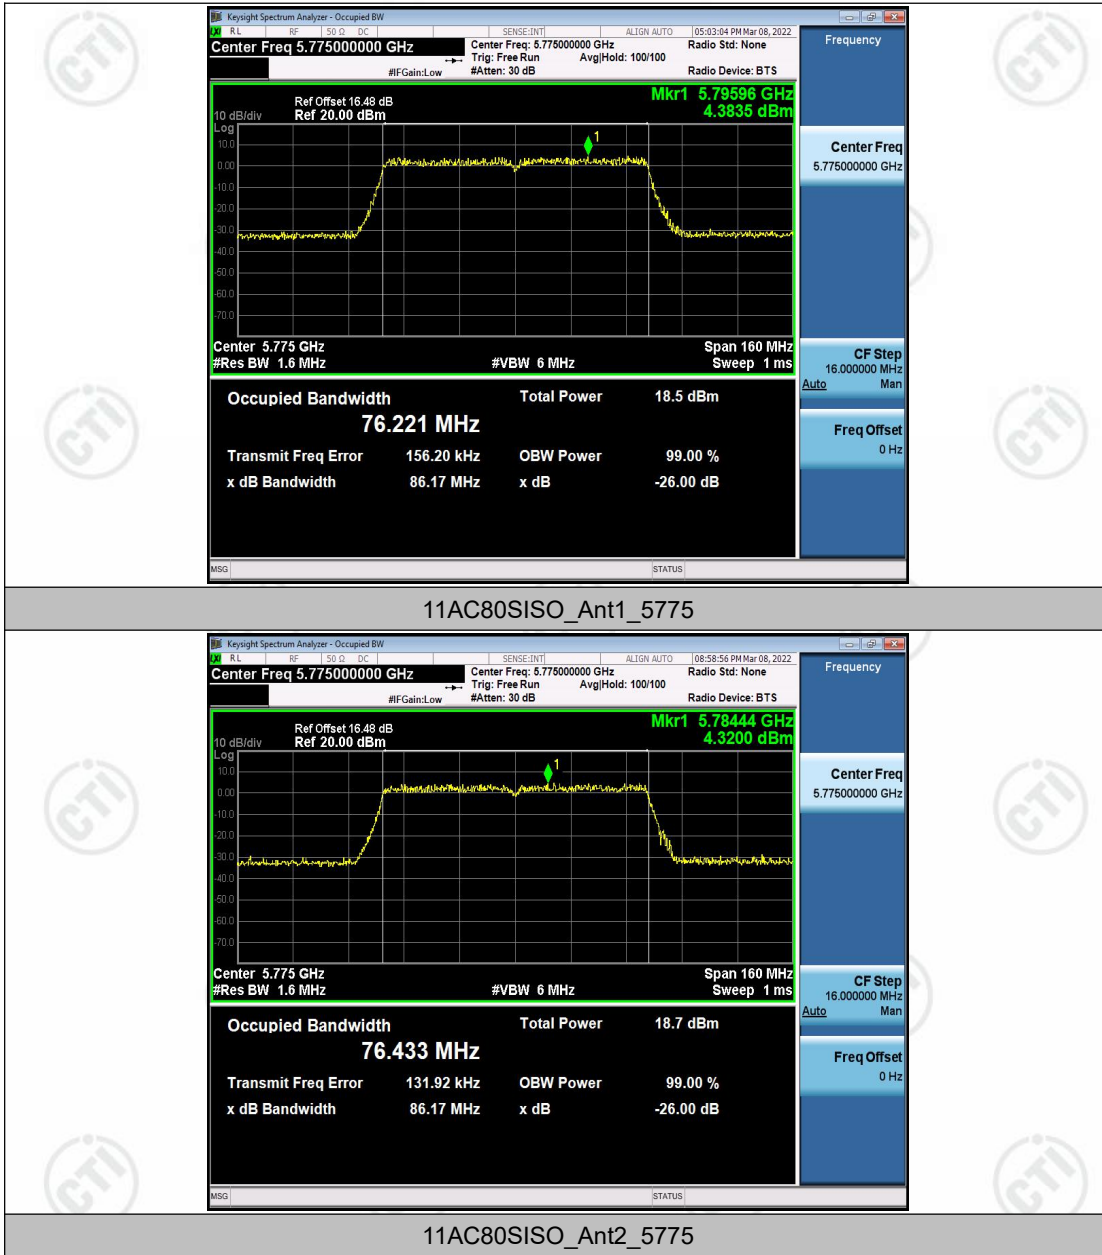 Keysight Spectrum Analyzer - Occupied BW
LXI RL RF 50 Ω DC SENSE:INT ALIGN AUTO 05:03:04 PM Mar 08, 2022
Center Freq 5.775000000 GHz
Center Freq: 5.775000000 GHz Radio Std: None
Trig: Free Run Avg|Hold: 100/100
#IFGain:Low #Atten: 30 dB Radio Device: BTS
Frequency
Mkr1 5.79596 GHz
4.3835 dBm
Ref Offset 16.48 dB
10 dB/div Ref 20.00 dBm
Log
10.0
0.00
-10.0
-20.0
-30.0
-40.0
-50.0
-60.0
-70.0
1
Center 5.775 GHz Span 160 MHz
#Res BW 1.6 MHz #VBW 6 MHz Sweep 1 ms
Occupied Bandwidth Total Power 18.5 dBm
76.221 MHz
Transmit Freq Error 156.20 kHz OBW Power 99.00 %
x dB Bandwidth 86.17 MHz x dB -26.00 dB
Center Freq
5.775000000 GHz
CF Step
16.000000 MHz
Auto Man
Freq Offset
0 Hz
MSG STATUS
11AC80SISO_Ant1_5775
Keysight Spectrum Analyzer - Occupied BW
LXI RL RF 50 Ω DC SENSE:INT ALIGN AUTO 08:58:56 PM Mar 08, 2022
Center Freq 5.775000000 GHz
Center Freq: 5.775000000 GHz Radio Std: None
Trig: Free Run Avg|Hold: 100/100
#IFGain:Low #Atten: 30 dB Radio Device: BTS
Frequency
Mkr1 5.78444 GHz
4.3200 dBm
Ref Offset 16.48 dB
10 dB/div Ref 20.00 dBm
Log
10.0
0.00
-10.0
-20.0
-30.0
-40.0
-50.0
-60.0
-70.0
1
Center 5.775 GHz Span 160 MHz
#Res BW 1.6 MHz #VBW 6 MHz Sweep 1 ms
Occupied Bandwidth Total Power 18.7 dBm
76.433 MHz
Transmit Freq Error 131.92 kHz OBW Power 99.00 %
x dB Bandwidth 86.17 MHz x dB -26.00 dB
Center Freq
5.775000000 GHz
CF Step
16.000000 MHz
Auto Man
Freq Offset
0 Hz
MSG STATUS
11AC80SISO_Ant2_5775
CTI
CTI
CTI
CTI
CTI
CTI
CTI
CTI